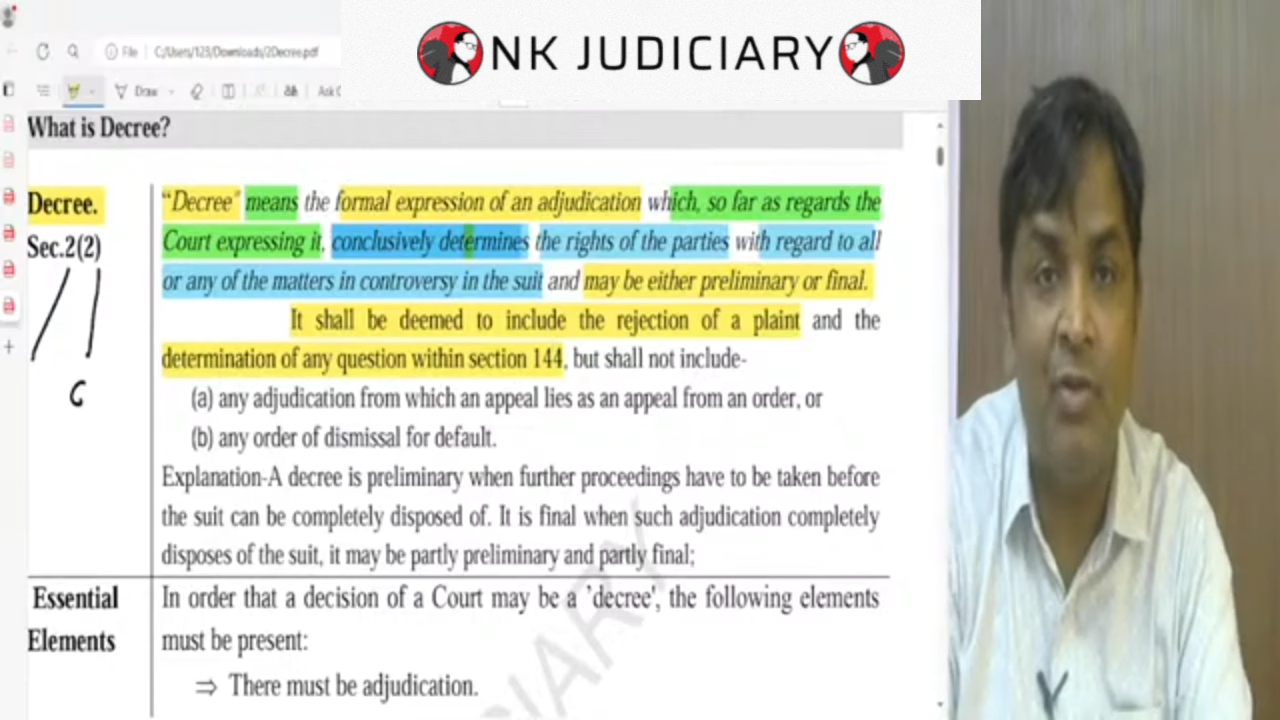 NK JUDICIARY
File C:/Users/123/Downloads/2Decree.pdf
Draw
What is Decree?
Decree.
Sec.2(2)
C
“Decree” means the formal expression of an adjudication which, so far as regards the
Court expressing it, conclusively determines the rights of the parties with regard to all
or any of the matters in controversy in the suit and may be either preliminary or final.
It shall be deemed to include the rejection of a plaint and the
determination of any question within section 144, but shall not include-
(a) any adjudication from which an appeal lies as an appeal from an order, or
(b) any order of dismissal for default.
Explanation-A decree is preliminary when further proceedings have to be taken before
the suit can be completely disposed of. It is final when such adjudication completely
disposes of the suit, it may be partly preliminary and partly final;
Essential
Elements
In order that a decision of a Court may be a 'decree', the following elements
must be present:
⇒ There must be adjudication.